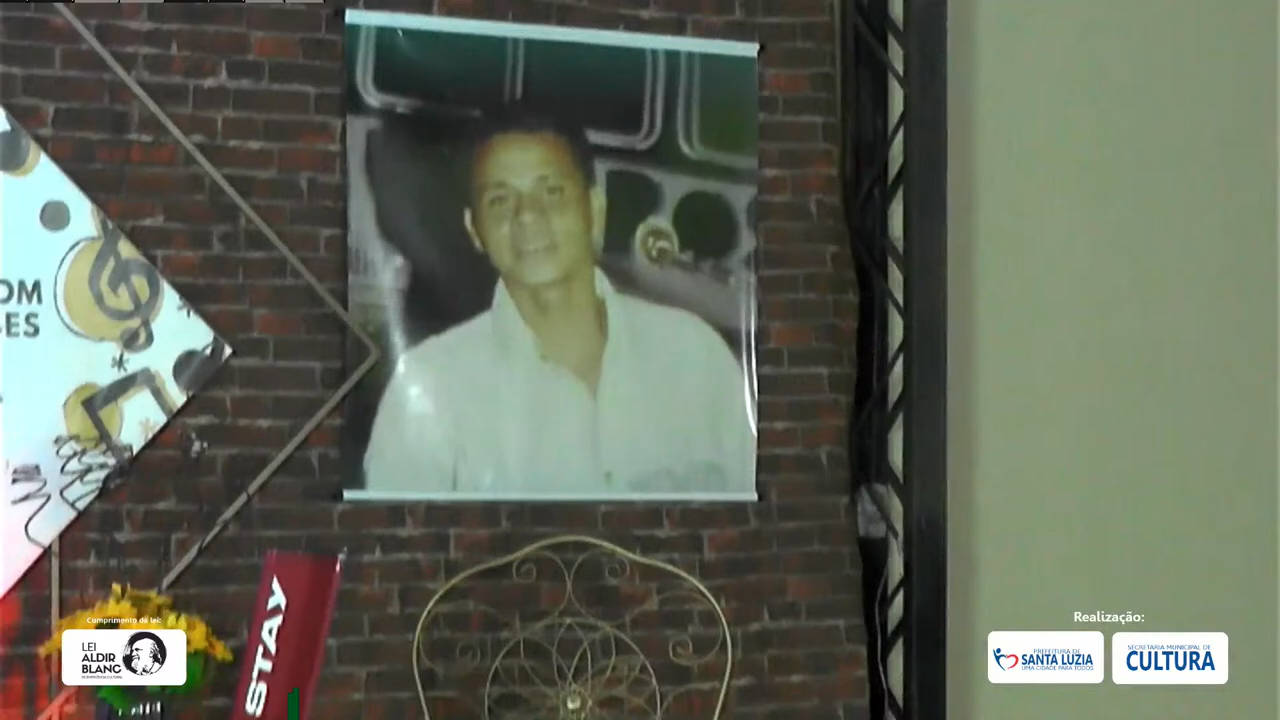 OM
ES
STAY
Cumprimento da lei:
LEI
ALDIR
BLANC
Realização:
PREFEITURA DE
SANTA LUZIA
UMA CIDADE PARA TODOS
SECRETARIA MUNICIPAL DE
CULTURA